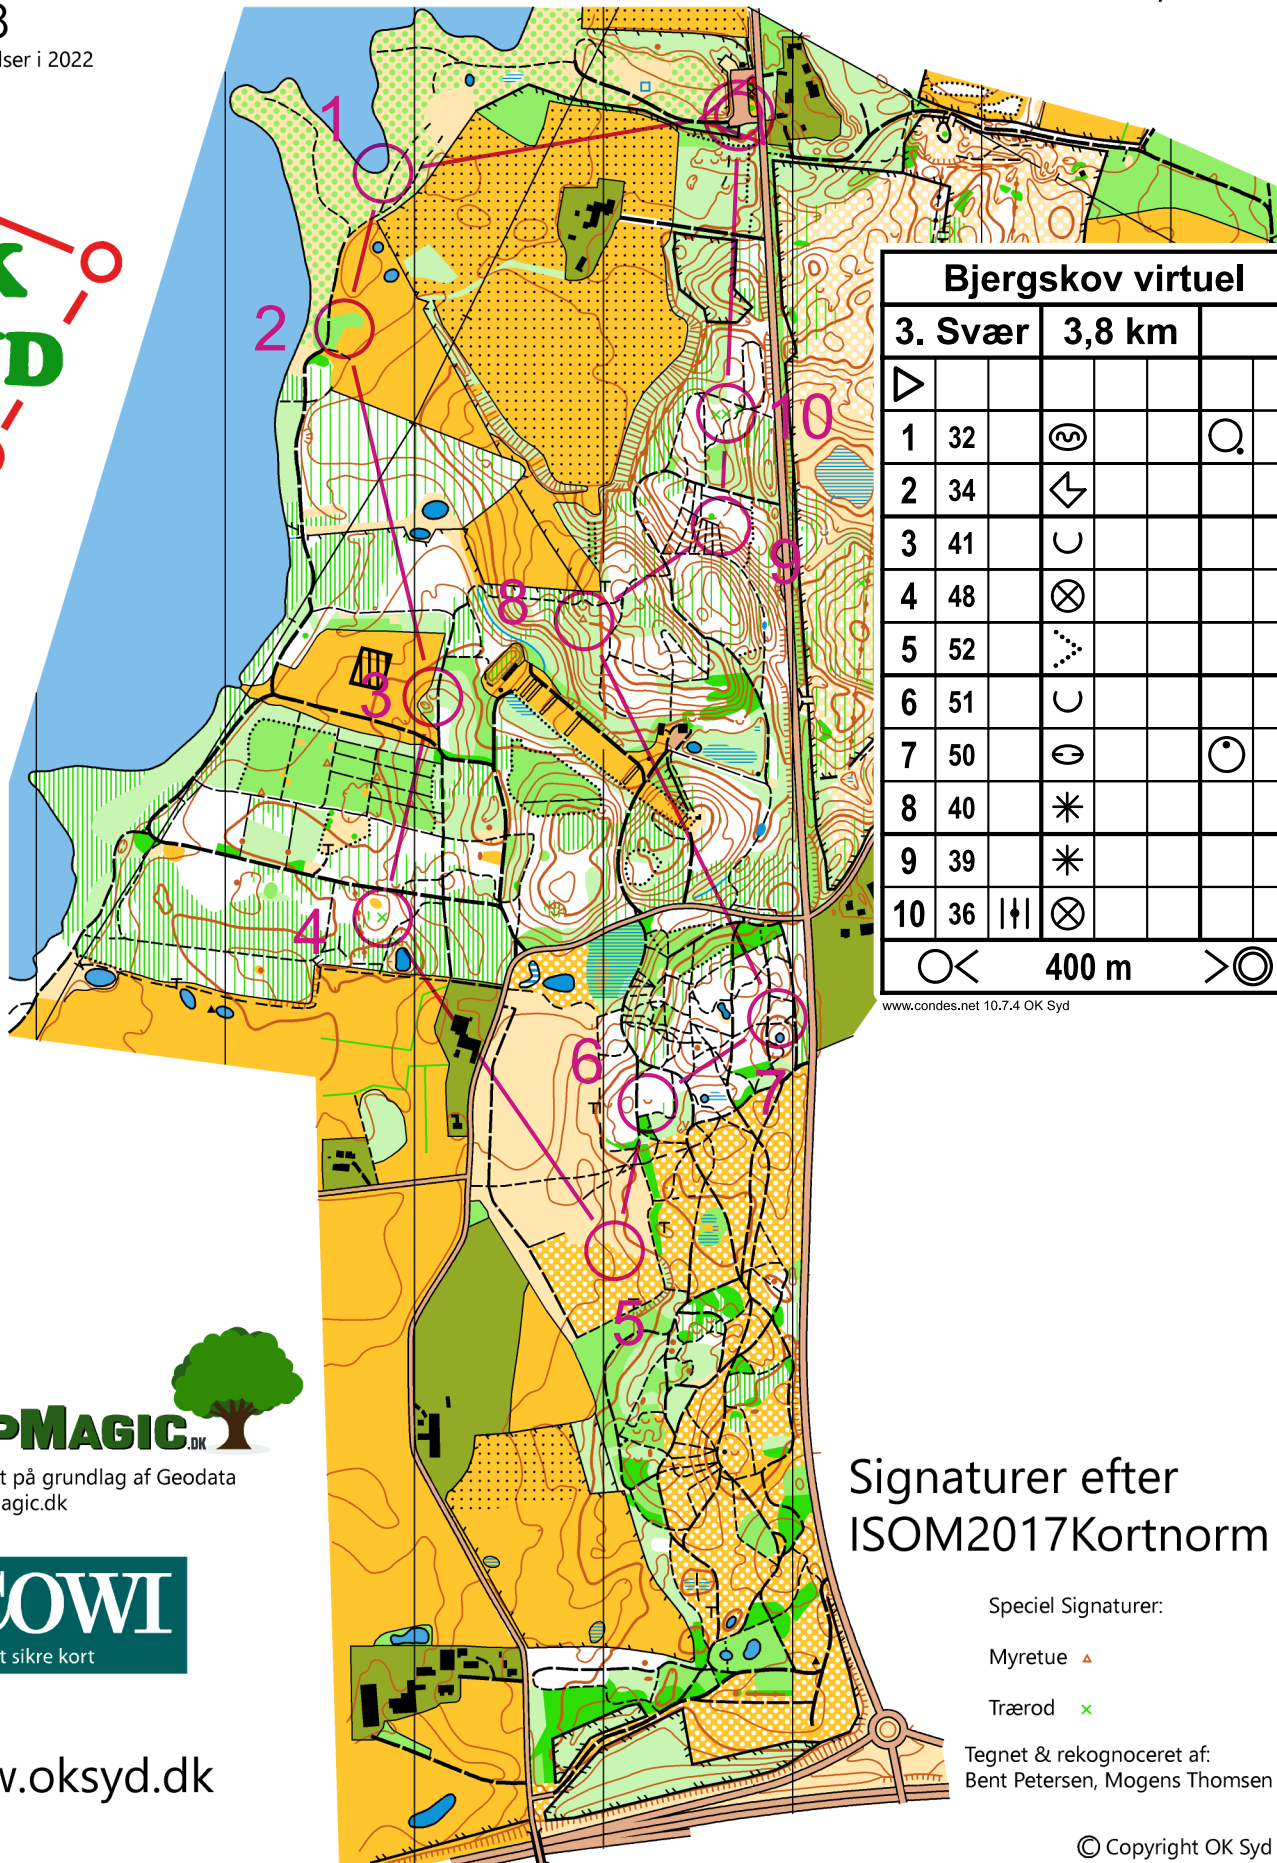 lser i 2022
1
2
3
4
5
6
7
8
9
10
Bjergskov virtuel
3. Svær 3,8 km
1 32
2 34
3 41
4 48
5 52
6 51
7 50
8 40
9 39
10 36
400 m
www.condes.net 10.7.4 OK Syd
PMAGIC.DK
t på grundlag af Geodata
agic.dk
COWI
t sikre kort
w.oksyd.dk
Signaturer efter
ISOM2017Kortnorm
Speciel Signaturer:
Myretue
Trærod
Tegnet & rekognoceret af:
Bent Petersen, Mogens Thomsen
© Copyright OK Syd